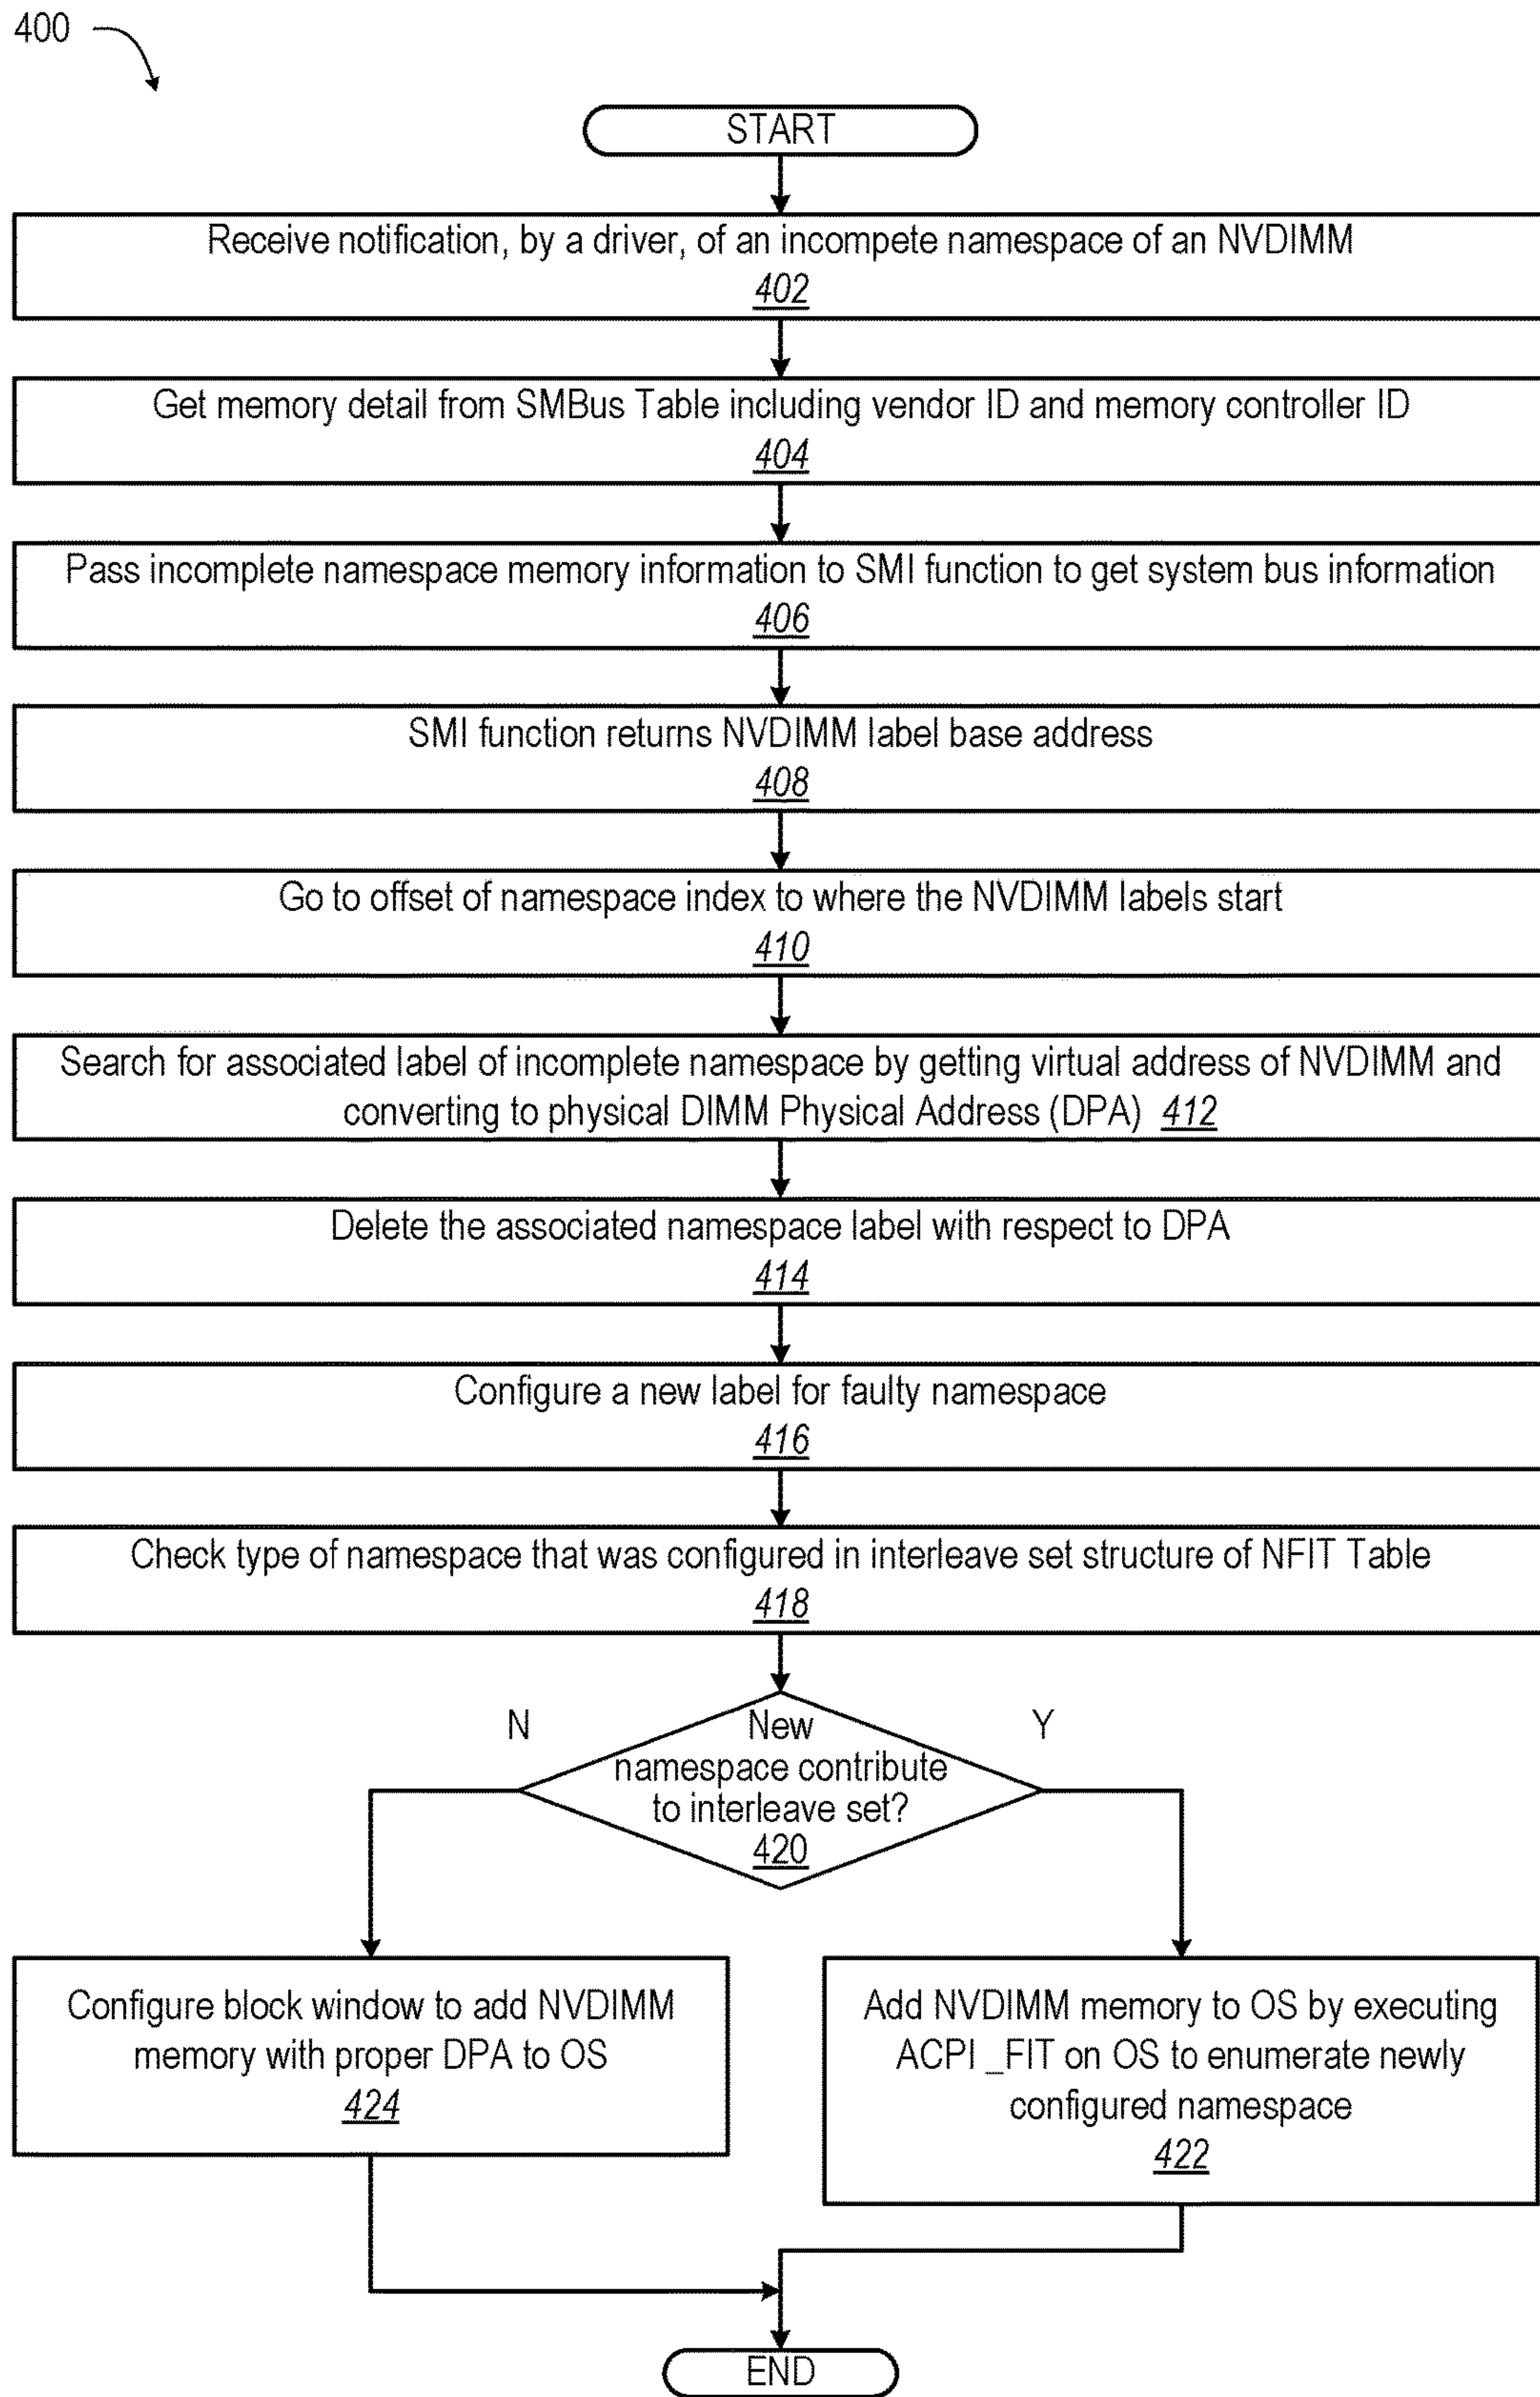 400
START
Receive notification, by a driver, of an incompete namespace of an NVDIMM
402
Get memory detail from SMBus Table including vendor ID and memory controller ID
404
Pass incomplete namespace memory information to SMI function to get system bus information
406
SMI function returns NVDIMM label base address
408
Go to offset of namespace index to where the NVDIMM labels start
410
Search for associated label of incomplete namespace by getting virtual address of NVDIMM and
converting to physical DIMM Physical Address (DPA) 412
Delete the associated namespace label with respect to DPA
414
Configure a new label for faulty namespace
416
Check type of namespace that was configured in interleave set structure of NFIT Table
418
N
Y
New
namespace contribute
to interleave set?
420
Configure block window to add NVDIMM
memory with proper DPA to OS
424
Add NVDIMM memory to OS by executing
ACPI _FIT on OS to enumerate newly
configured namespace
422
END